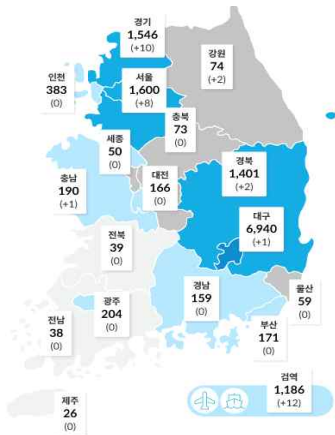 경기
1,546
(+10)
강원
74
(+2)
인천
383
(0)
서울
1,600
(+8)
충북
73
(0)
세종
50
(0)
경북
1,401
(+2)
충남
190
(+1)
대전
166
(0)
대구
6,940
(+1)
전북
39
(0)
경남
159
(0)
울산
59
(0)
광주
204
(0)
전남
38
(0)
부산
171
(0)
검역
1,186
(+12)
제주
26
(0)